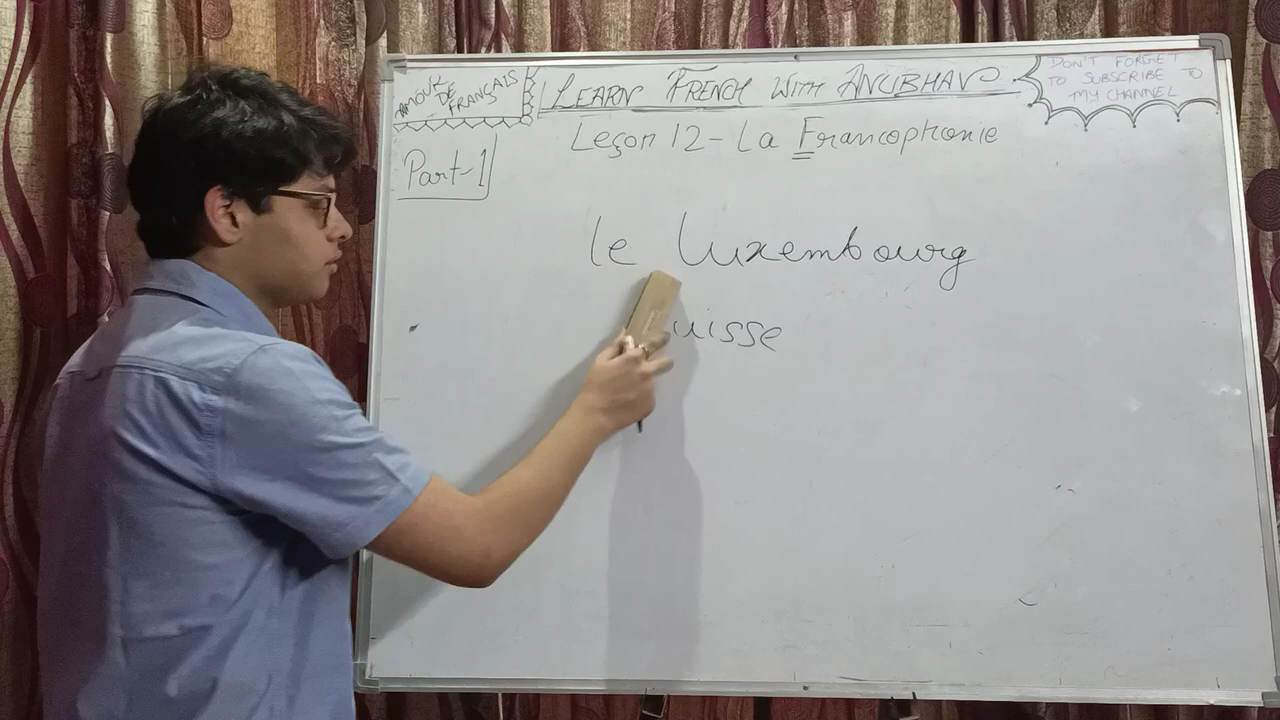 AMOUR
DE
FRANÇAIS
LEARN FRENCH WITH ANUBHAV
DON'T FORGET
TO SUBSCRIBE TO
MY CHANNEL
Leçon 12 - La Francophonie
Part-1
le Luxembourg
uisse